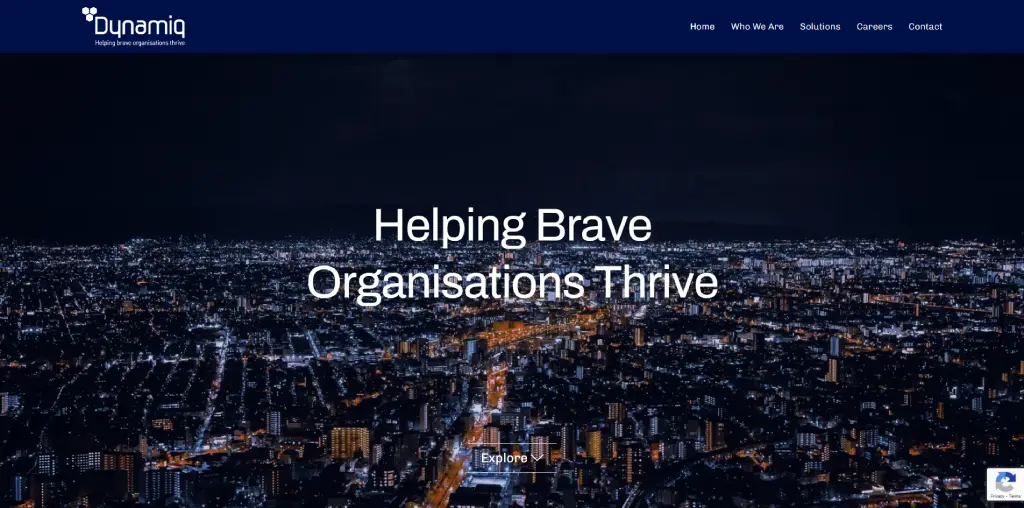 Dynamiq
Helping brave organisations thrive
Home Who We Are Solutions Careers Contact
Helping Brave
Organisations Thrive
Explore
Privacy - Terms